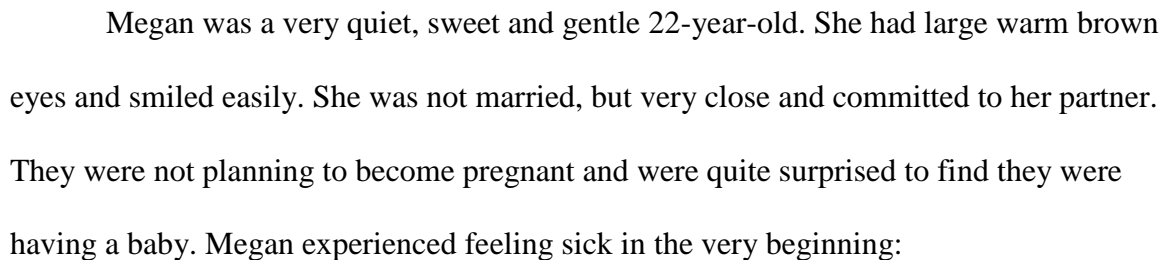 Megan was a very quiet, sweet and gentle 22-year-old. She had large warm brown
eyes and smiled easily. She was not married, but very close and committed to her partner.
They were not planning to become pregnant and were quite surprised to find they were
having a baby. Megan experienced feeling sick in the very beginning: